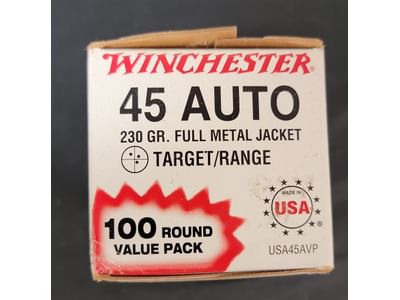 WINCHESTER
45 AUTO
230 GR. FULL METAL JACKET
TARGET/RANGE
100 ROUND
VALUE PACK
MADE IN
USA
®
USA45AVP